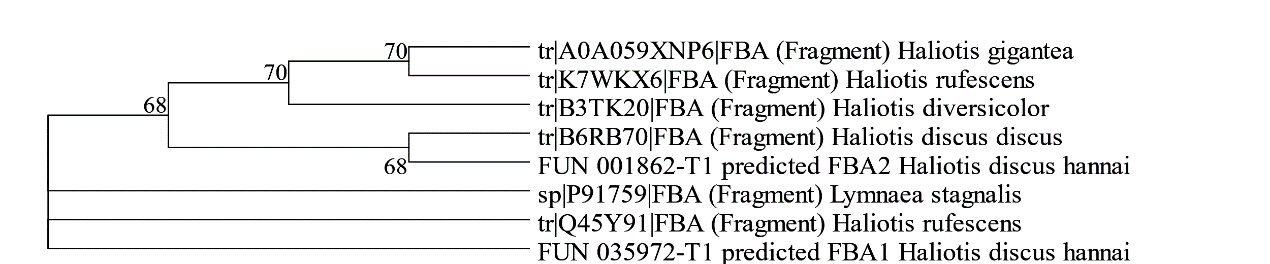 70 tr|A0A059XNP6|FBA (Fragment) Haliotis gigantea
70 tr|K7WKX6|FBA (Fragment) Haliotis rufescens
68 tr|B3TK20|FBA (Fragment) Haliotis diversicolor
tr|B6RB70|FBA (Fragment) Haliotis discus discus
68 FUN 001862-T1 predicted FBA2 Haliotis discus hannai
sp|P91759|FBA (Fragment) Lymnaea stagnalis
tr|Q45Y91|FBA (Fragment) Haliotis rufescens
FUN 035972-T1 predicted FBA1 Haliotis discus hannai